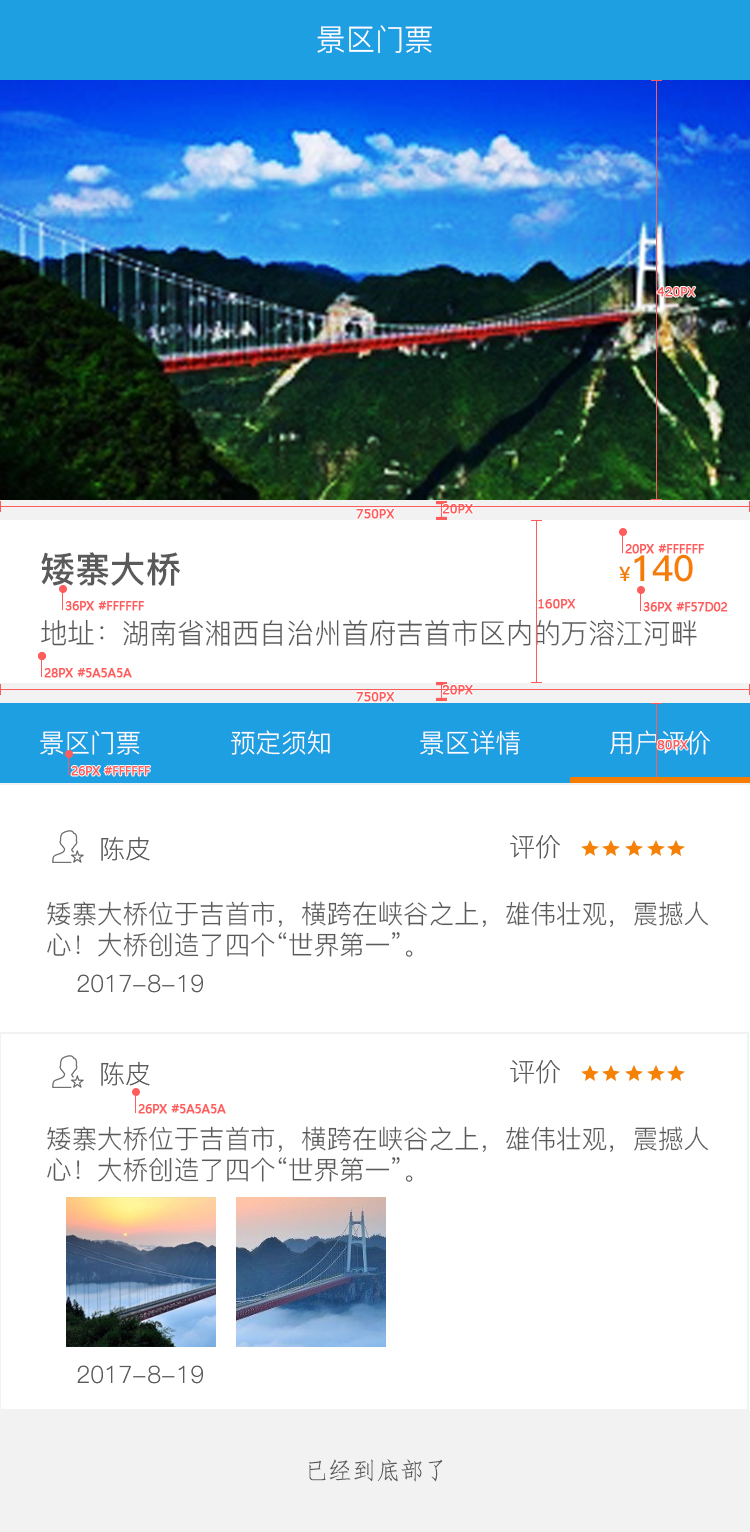 景区门票
420PX
750PX
20PX
矮寨大桥
20PX #FFFFFF
¥140
36PX #FFFFFF
160PX
36PX #F57D02
地址：湖南省湘西自治州首府吉首市区内的万溶江河畔
28PX #5A5A5A
750PX
20PX
景区门票
预定须知
景区详情
用户评价
80PX
26PX #FFFFFF
陈皮
评价
矮寨大桥位于吉首市，横跨在峡谷之上，雄伟壮观，震撼人
心！大桥创造了四个“世界第一”。
2017-8-19
陈皮
评价
26PX #5A5A5A
矮寨大桥位于吉首市，横跨在峡谷之上，雄伟壮观，震撼人
心！大桥创造了四个“世界第一”。
2017-8-19
已经到底部了